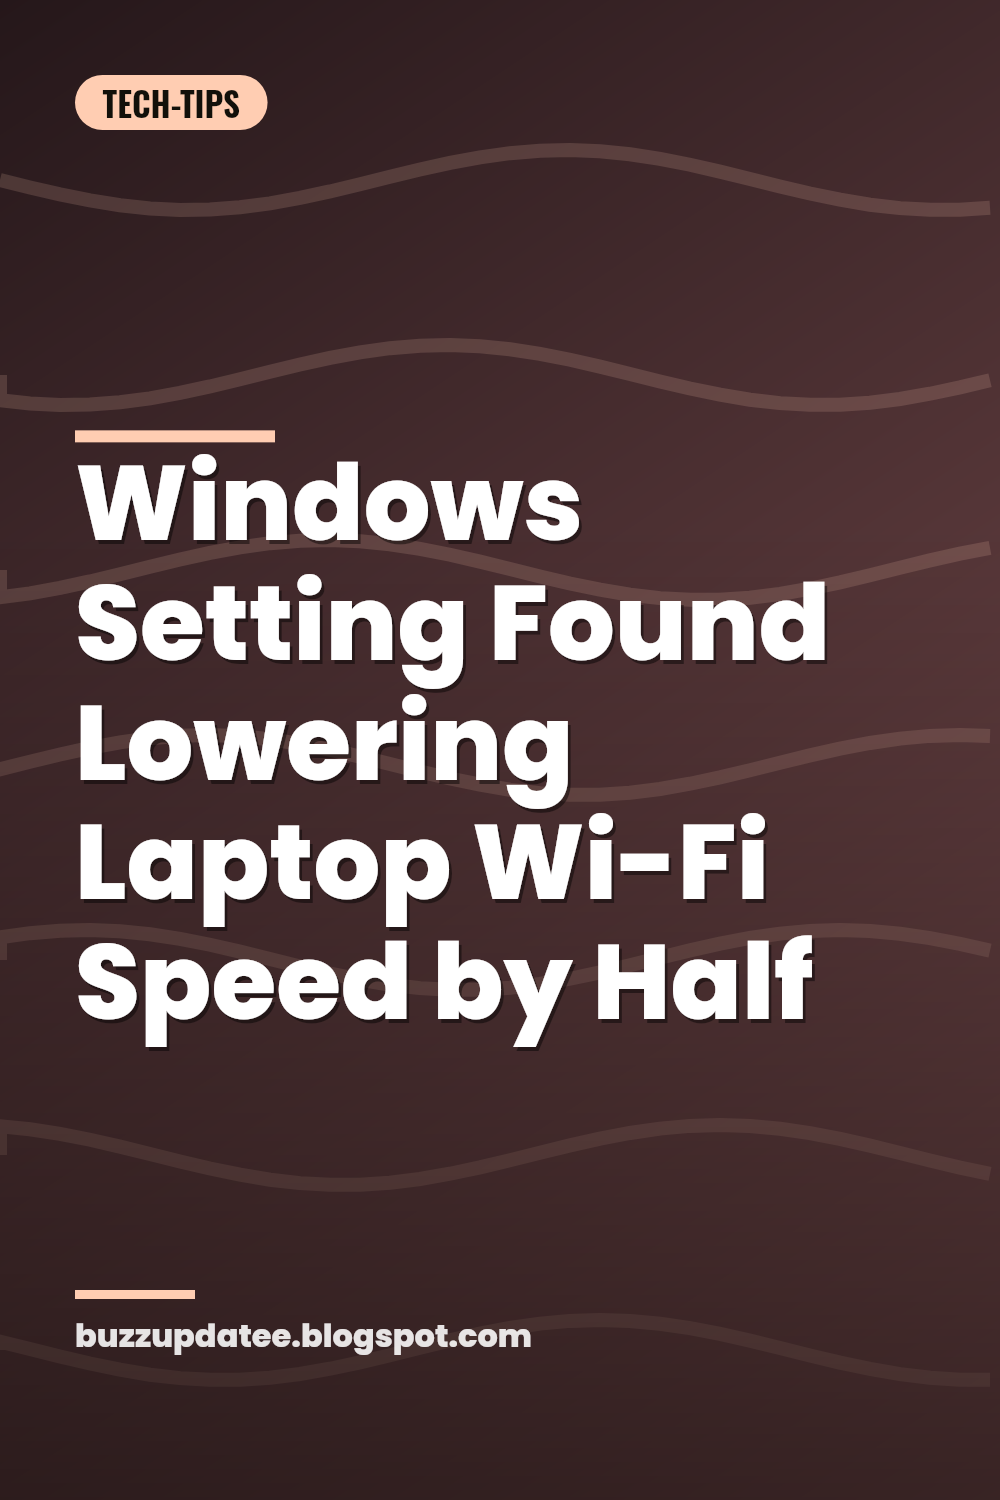 TECH-TIPS
Windows
Setting Found
Lowering
Laptop Wi-Fi
Speed by Half
buzzupdatee.blogspot.com